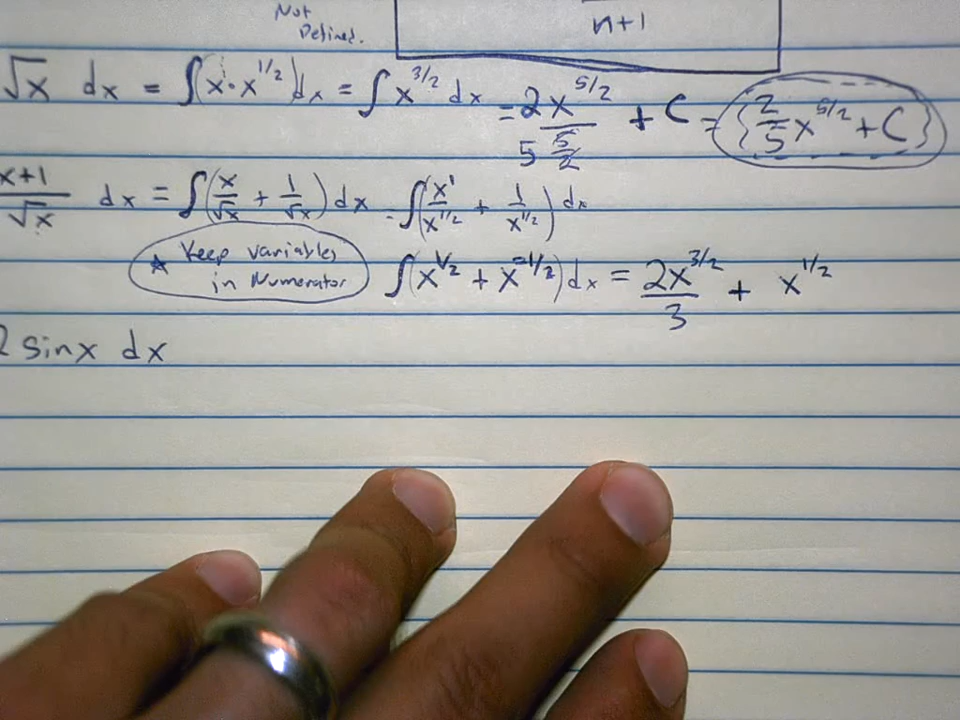 Not
Defined.
n+1
√x dx = ∫(x·x^{1/2})dx = ∫x^{3/2} dx = 2x^{5/2}/5 5/2 + C = {2/5 x^{5/2} + C}
x+1/√x dx = ∫(x/√x + 1/√x)dx = ∫(x^1/x^{1/2} + 1/x^{1/2})dx
★ Keep variables
in Numerator
∫(x^{1/2} + x^{-1/2})dx = 2x^{3/2}/3 + x^{1/2}
2 sinx dx